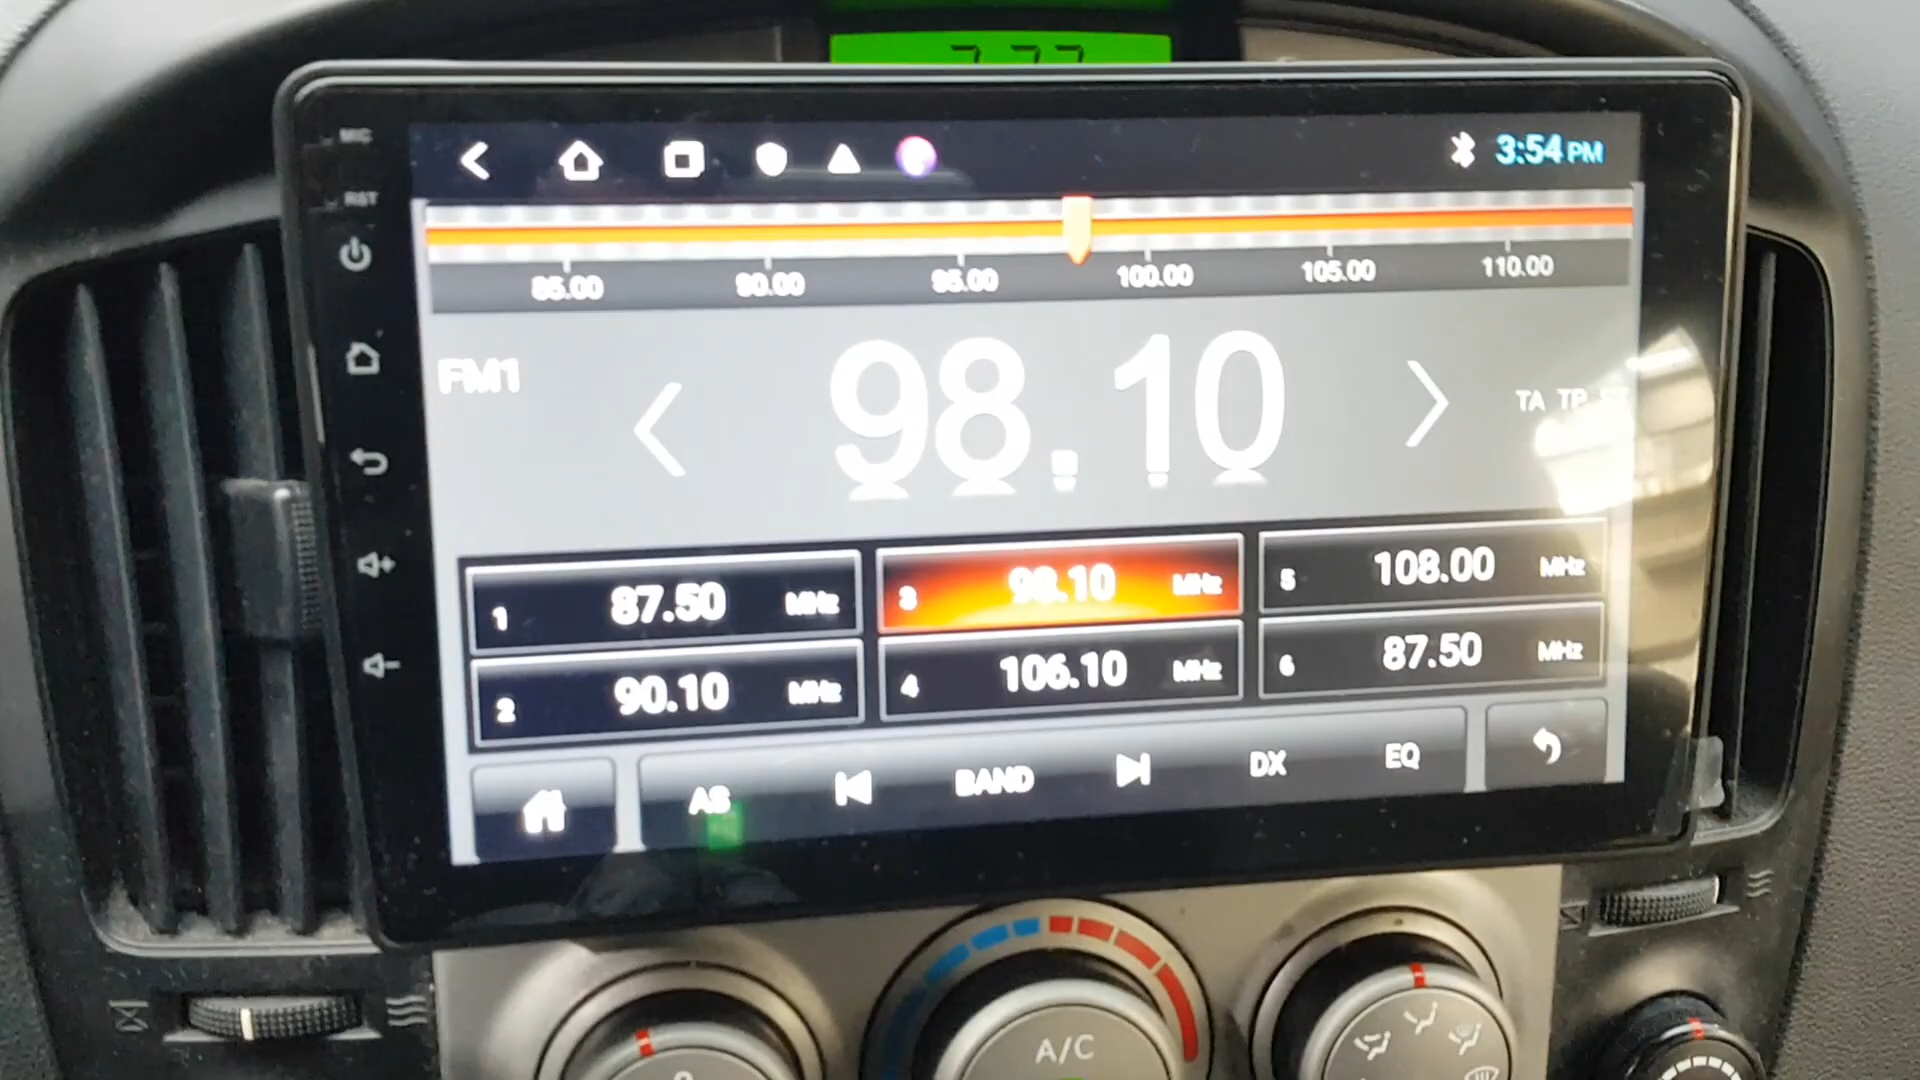 MIC
3:54 PM
RST
85.00 90.00 95.00 100.00 105.00 110.00
FM1
98.10
TA TP
1 87.50 MHz
3 98.10 MHz
5 108.00 MHz
2 90.10 MHz
4 106.10 MHz
6 87.50 MHz
AS BAND DX EQ
A/C